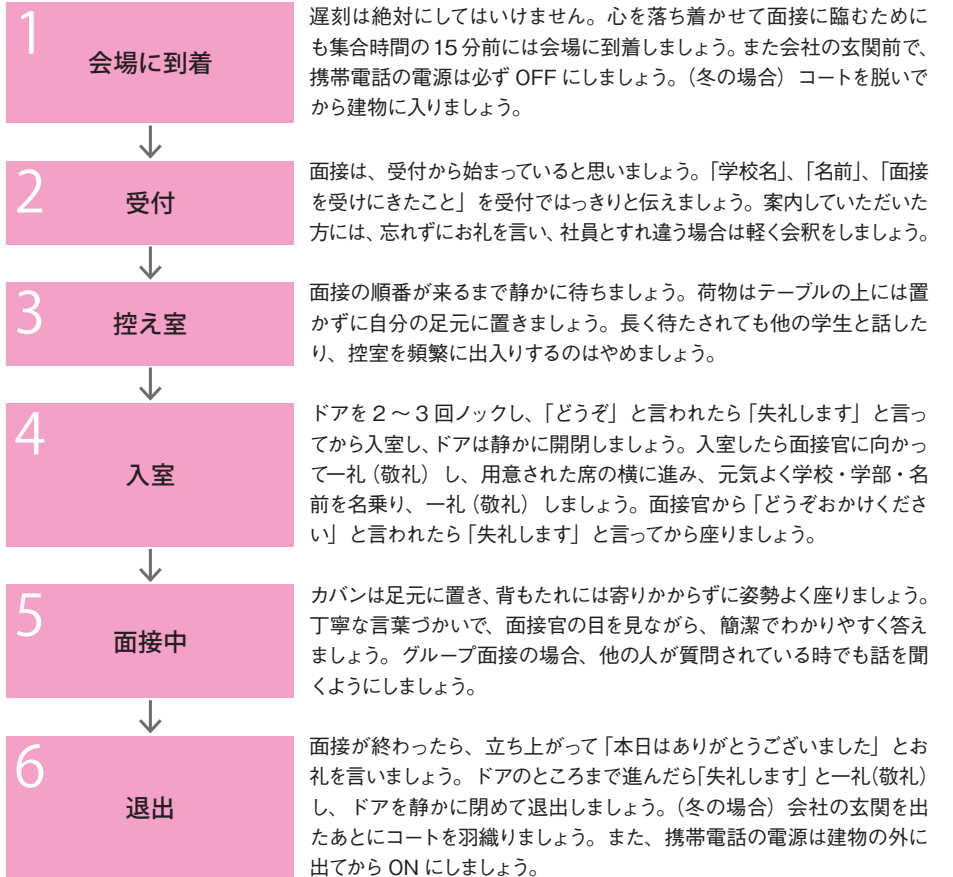 1
会場に到着
遅刻は絶対にしてはいけません。心を落ち着かせて面接に臨むために
も集合時間の15分前には会場に到着しましょう。また会社の玄関前で、
携帯電話の電源は必ず OFF にしましょう。（冬の場合）コートを脱いで
から建物に入りましょう。
2
受付
面接は、受付から始まっていると思いましょう。「学校名」、「名前」、「面接
を受けにきたこと」を受付ではっきりと伝えましょう。案内していただいた
方には、忘れずにお礼を言い、社員とすれ違う場合は軽く会釈をしましょう。
3
控え室
面接の順番が来るまで静かに待ちましょう。荷物はテーブルの上には置
かずに自分の足元に置きましょう。長く待たされても他の学生と話した
り、控室を頻繁に出入りするのはやめましょう。
4
入室
ドアを2～3回ノックし、「どうぞ」と言われたら「失礼します」と言っ
てから入室し、ドアは静かに開閉しましょう。入室したら面接官に向かっ
て一礼（敬礼）し、用意された席の横に進み、元気よく学校・学部・名
前を名乗り、一礼（敬礼）しましょう。面接官から「どうぞおかけくださ
い」と言われたら「失礼します」と言ってから座りましょう。
5
面接中
カバンは足元に置き、背もたれには寄りかからずに姿勢よく座りましょう。
丁寧な言葉づかいで、面接官の目を見ながら、簡潔でわかりやすく答え
ましょう。グループ面接の場合、他の人が質問されている時でも話を聞
くようにしましょう。
6
退出
面接が終わったら、立ち上がって「本日はありがとうございました」とお
礼を言いましょう。ドアのところまで進んだら「失礼します」と一礼（敬礼）
し、ドアを静かに閉めて退出しましょう。（冬の場合）会社の玄関を出
たあとにコートを羽織りましょう。また、携帯電話の電源は建物の外に
出てから ON にしましょう。